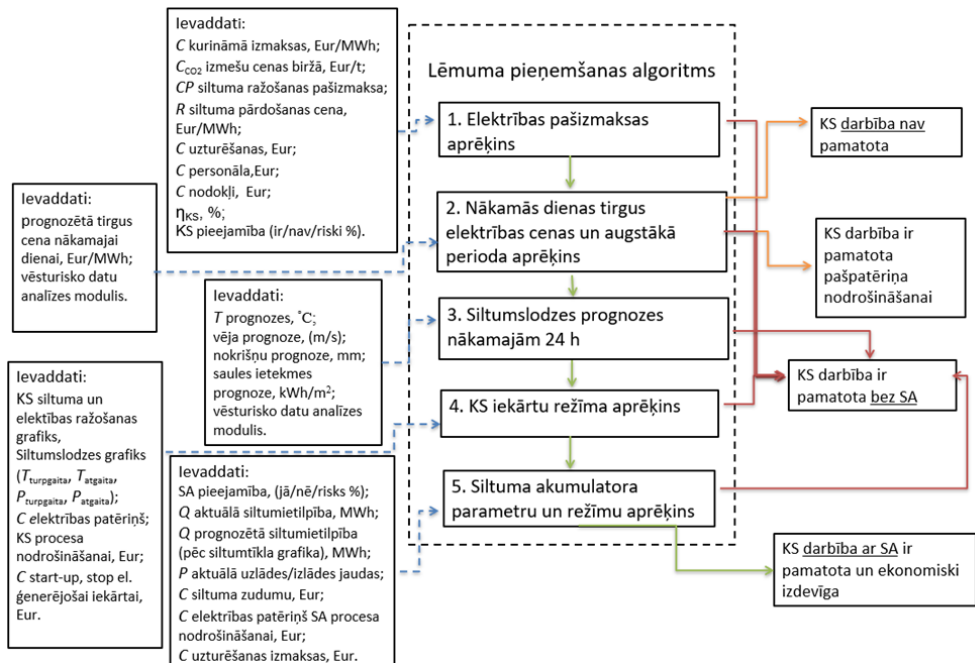 Ievaddati:
C kurināmā izmaksas, Eur/MWh;
C_CO2 izmešu cenas biržā, Eur/t;
CP siltuma ražošanas pašizmaksa;
R siltuma pārdošanas cena,
Eur/MWh;
C uzturēšanas, Eur;
C personāla,Eur;
C nodokļi, Eur;
η_KS, %;
KS pieejamība (ir/nav/riski %).
Ievaddati:
prognozētā tirgus
cena nākamajai
dienai, Eur/MWh;
vēsturisko datu
analīzes modulis.
Ievaddati:
T prognozes, ˚C;
vēja prognoze, (m/s);
nokrišņu prognoze, mm;
saules ietekmes
prognoze, kWh/m²;
vēsturisko datu analīzes
modulis.
Ievaddati:
KS siltuma un
elektības ražošanas
grafiks,
Siltumslodzes grafiks
(T_turpgaita, T_atgaita,
P_turpgaita, P_atgaita);
C elektrības patēriņš;
KS procesa
nodrošināšanai, Eur;
C start-up, stop el.
ģenerējošai iekārtai,
Eur.
Ievaddati:
SA pieejamība, (jā/nē/risks %);
Q aktuālā siltumietilpība, MWh;
Q prognozētā siltumietilpība
(pēc siltumtīkla grafika), MWh;
P aktuālā uzlādes/izlādes jaudas;
C siltuma zudumu, Eur;
C elektrības patēriņš SA procesa
nodrošināšanai, Eur;
C uzturēšanas izmaksas, Eur.
Lēmuma pieņemšanas algoritms
1. Elektrības pašizmaksas
aprēķins
2. Nākamās dienas tirgus
elektrības cenas un augstākā
perioda aprēķins
3. Siltumslodzes prognozes
nākamajām 24 h
4. KS iekārtu režīma aprēķins
5. Siltuma akumulatora
parametru un režīmu aprēķins
KS darbība nav
pamatota
KS darbība ir
pamatota
pašpatēriņa
nodrošināšanai
KS darbība ir
pamatota bez SA
KS darbība ar SA ir
pamatota un ekonomiski
izdevīga